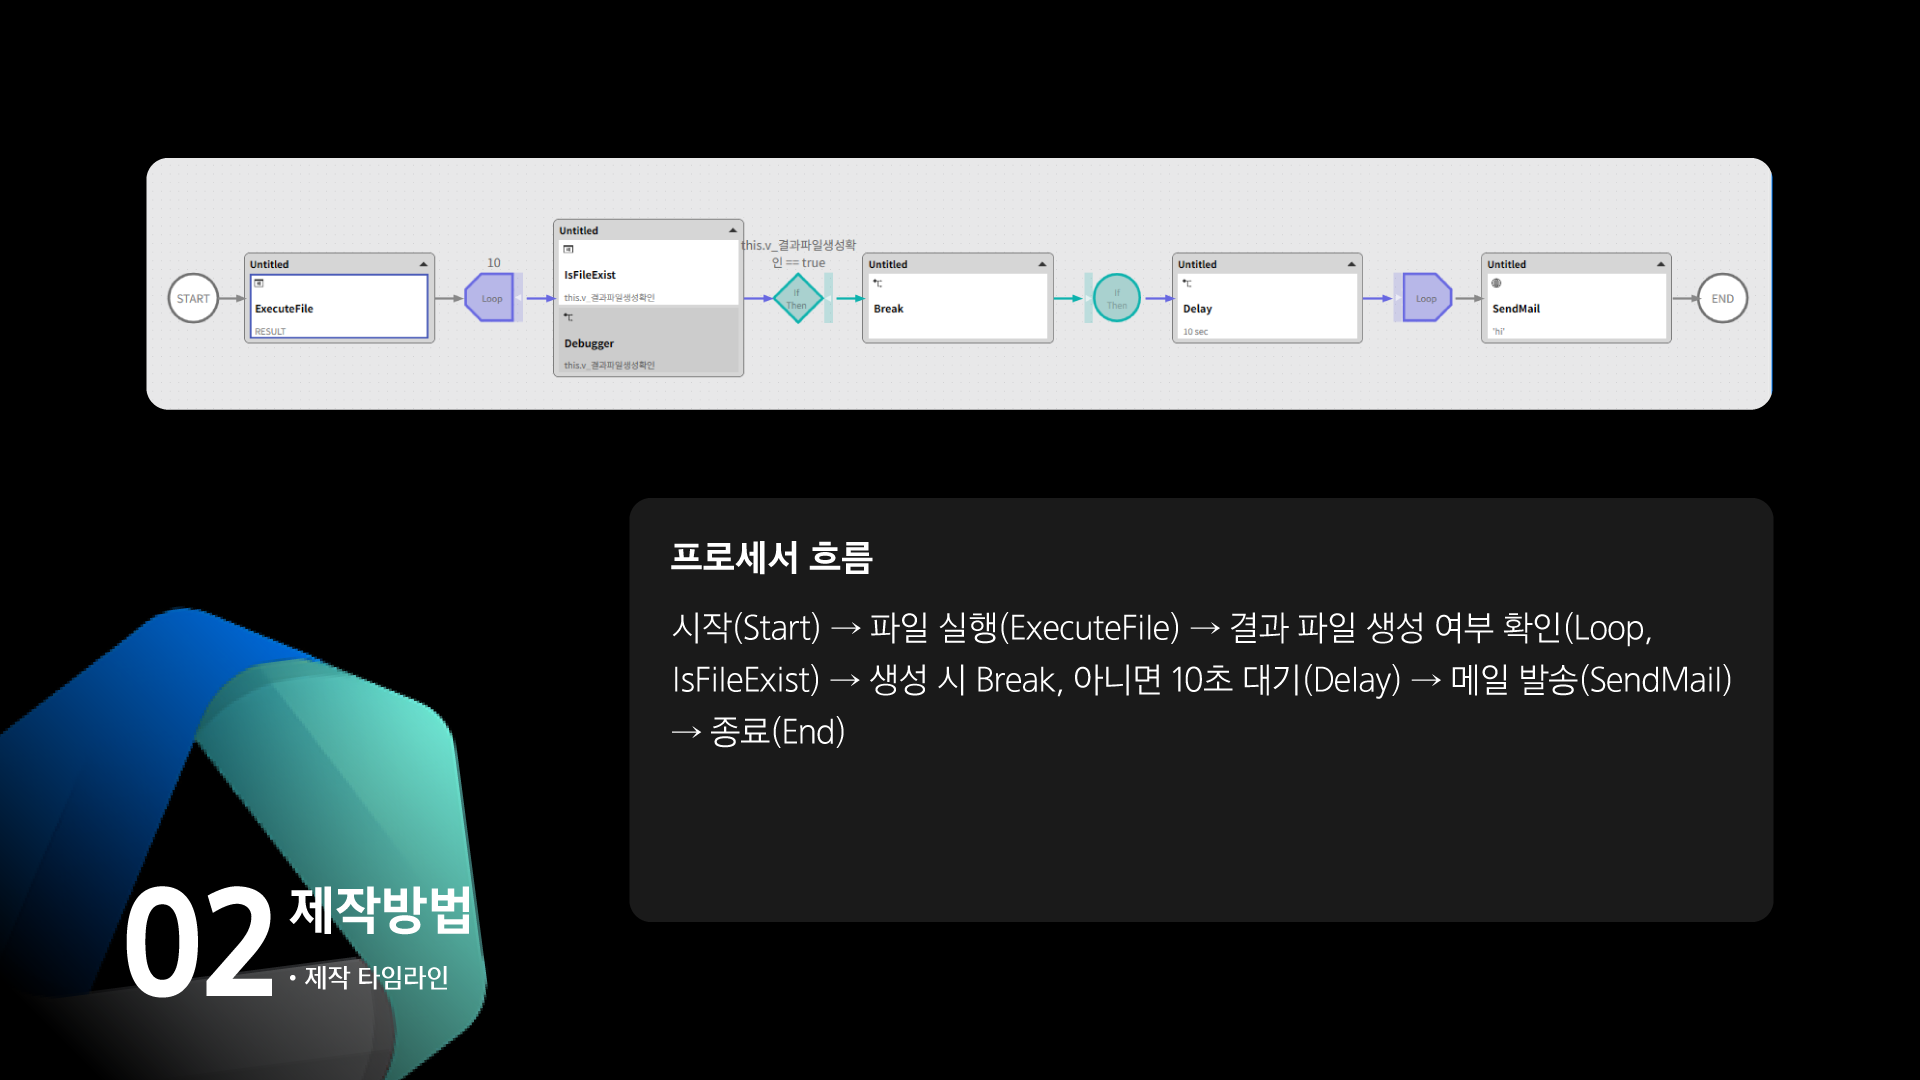 START
Untitled
ExecuteFile
RESULT
10
Loop
Untitled
IsFileExist
this.v_결과파일생성확인
Debugger
this.v_결과파일생성확인
this.v_결과파일생성확
인 == true
If
Then
Untitled
Break
If
Then
Untitled
Delay
10 sec
Loop
Untitled
SendMail
"hi"
END
프로세서 흐름
시작(Start) → 파일 실행(ExecuteFile) → 결과 파일 생성 여부 확인(Loop,
IsFileExist) → 생성 시 Break, 아니면 10초 대기(Delay) → 메일 발송(SendMail)
→ 종료(End)
02 제작방법
• 제작 타임라인